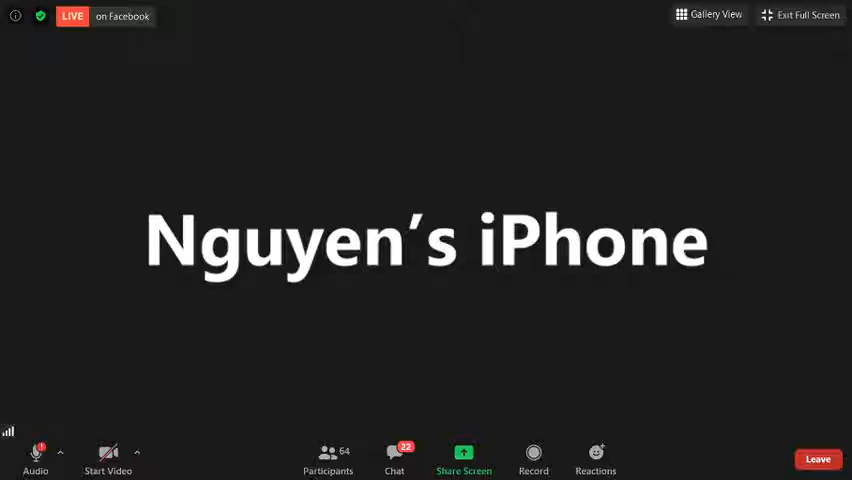 LIVE on Facebook
Gallery View
Exit Full Screen
Nguyen’s iPhone
64
22
Audio
Start Video
Participants
Chat
Share Screen
Record
Reactions
Leave